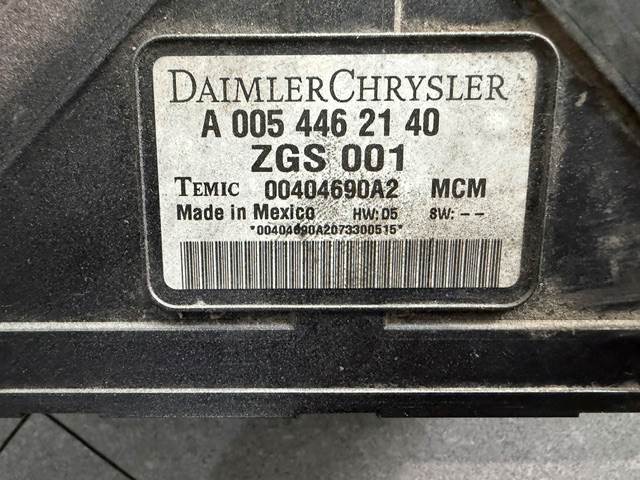 DAIMLERCHRYSLER
A 005 446 21 40
ZGS 001
TEMIC 00404690A2 MCM
Made in Mexico HW: 05 SW: - -
*00404690A2073300515*